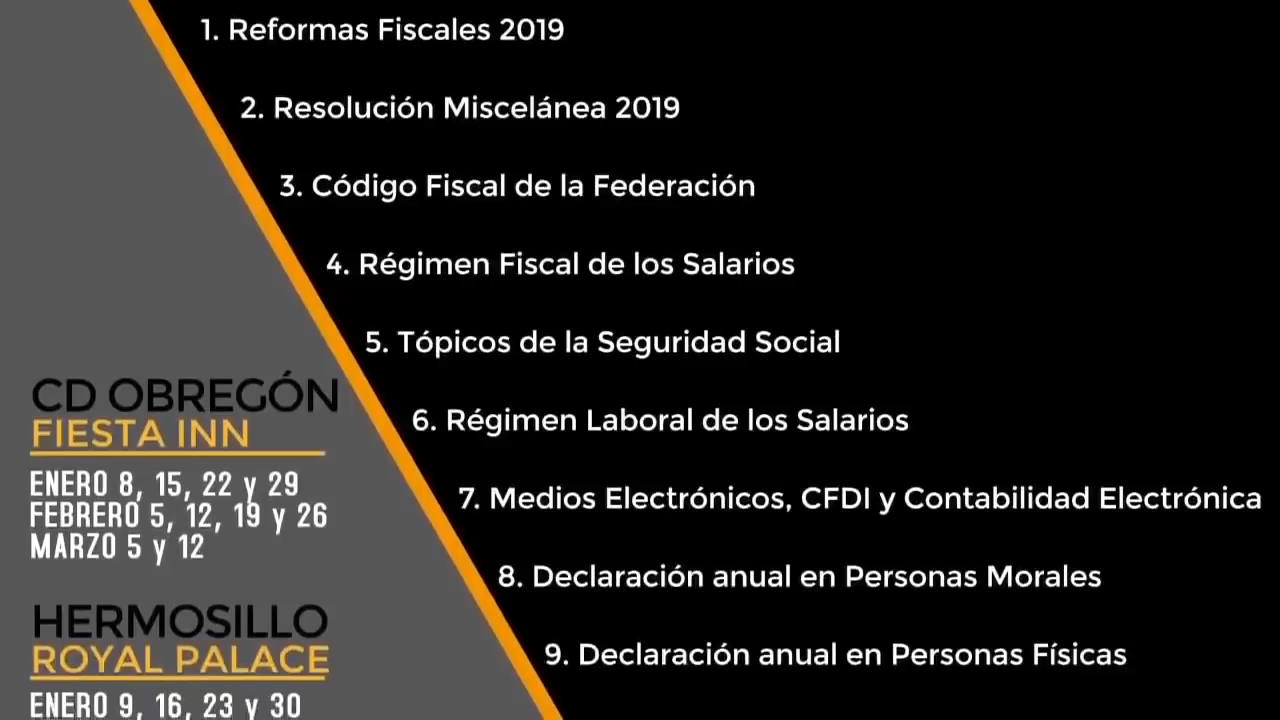 1. Reformas Fiscales 2019
2. Resolución Miscelánea 2019
3. Código Fiscal de la Federación
4. Régimen Fiscal de los Salarios
5. Tópicos de la Seguridad Social
6. Régimen Laboral de los Salarios
7. Medios Electrónicos, CFDI y Contabilidad Electrónica
8. Declaración anual en Personas Morales
9. Declaración anual en Personas Físicas
CD OBREGÓN
FIESTA INN
ENERO 8, 15, 22 y 29
FEBRERO 5, 12, 19 y 26
MARZO 5 y 12
HERMOSILLO
ROYAL PALACE
ENERO 9, 16, 23 y 30